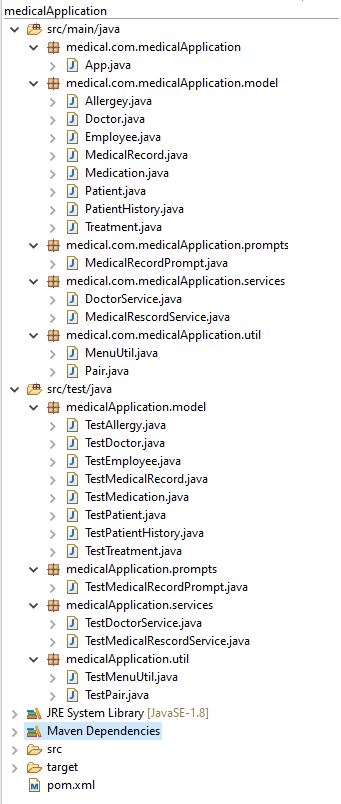 medicalApplication
src/main/java
medical.com.medicalApplication
App.java
medical.com.medicalApplication.model
Allergey.java
Doctor.java
Employee.java
MedicalRecord.java
Medication.java
Patient.java
PatientHistory.java
Treatment.java
medical.com.medicalApplication.prompts
MedicalRecordPrompt.java
medical.com.medicalApplication.services
DoctorService.java
MedicalRescordService.java
medical.com.medicalApplication.util
MenuUtil.java
Pair.java
src/test/java
medicalApplication.model
TestAllergy.java
TestDoctor.java
TestEmployee.java
TestMedicalRecord.java
TestMedication.java
TestPatient.java
TestPatientHistory.java
TestTreatment.java
medicalApplication.prompts
TestMedicalRecordPrompt.java
medicalApplication.services
TestDoctorService.java
TestMedicalRescordService.java
medicalApplication.util
TestMenuUtil.java
TestPair.java
JRE System Library [JavaSE-1.8]
Maven Dependencies
src
target
pom.xml